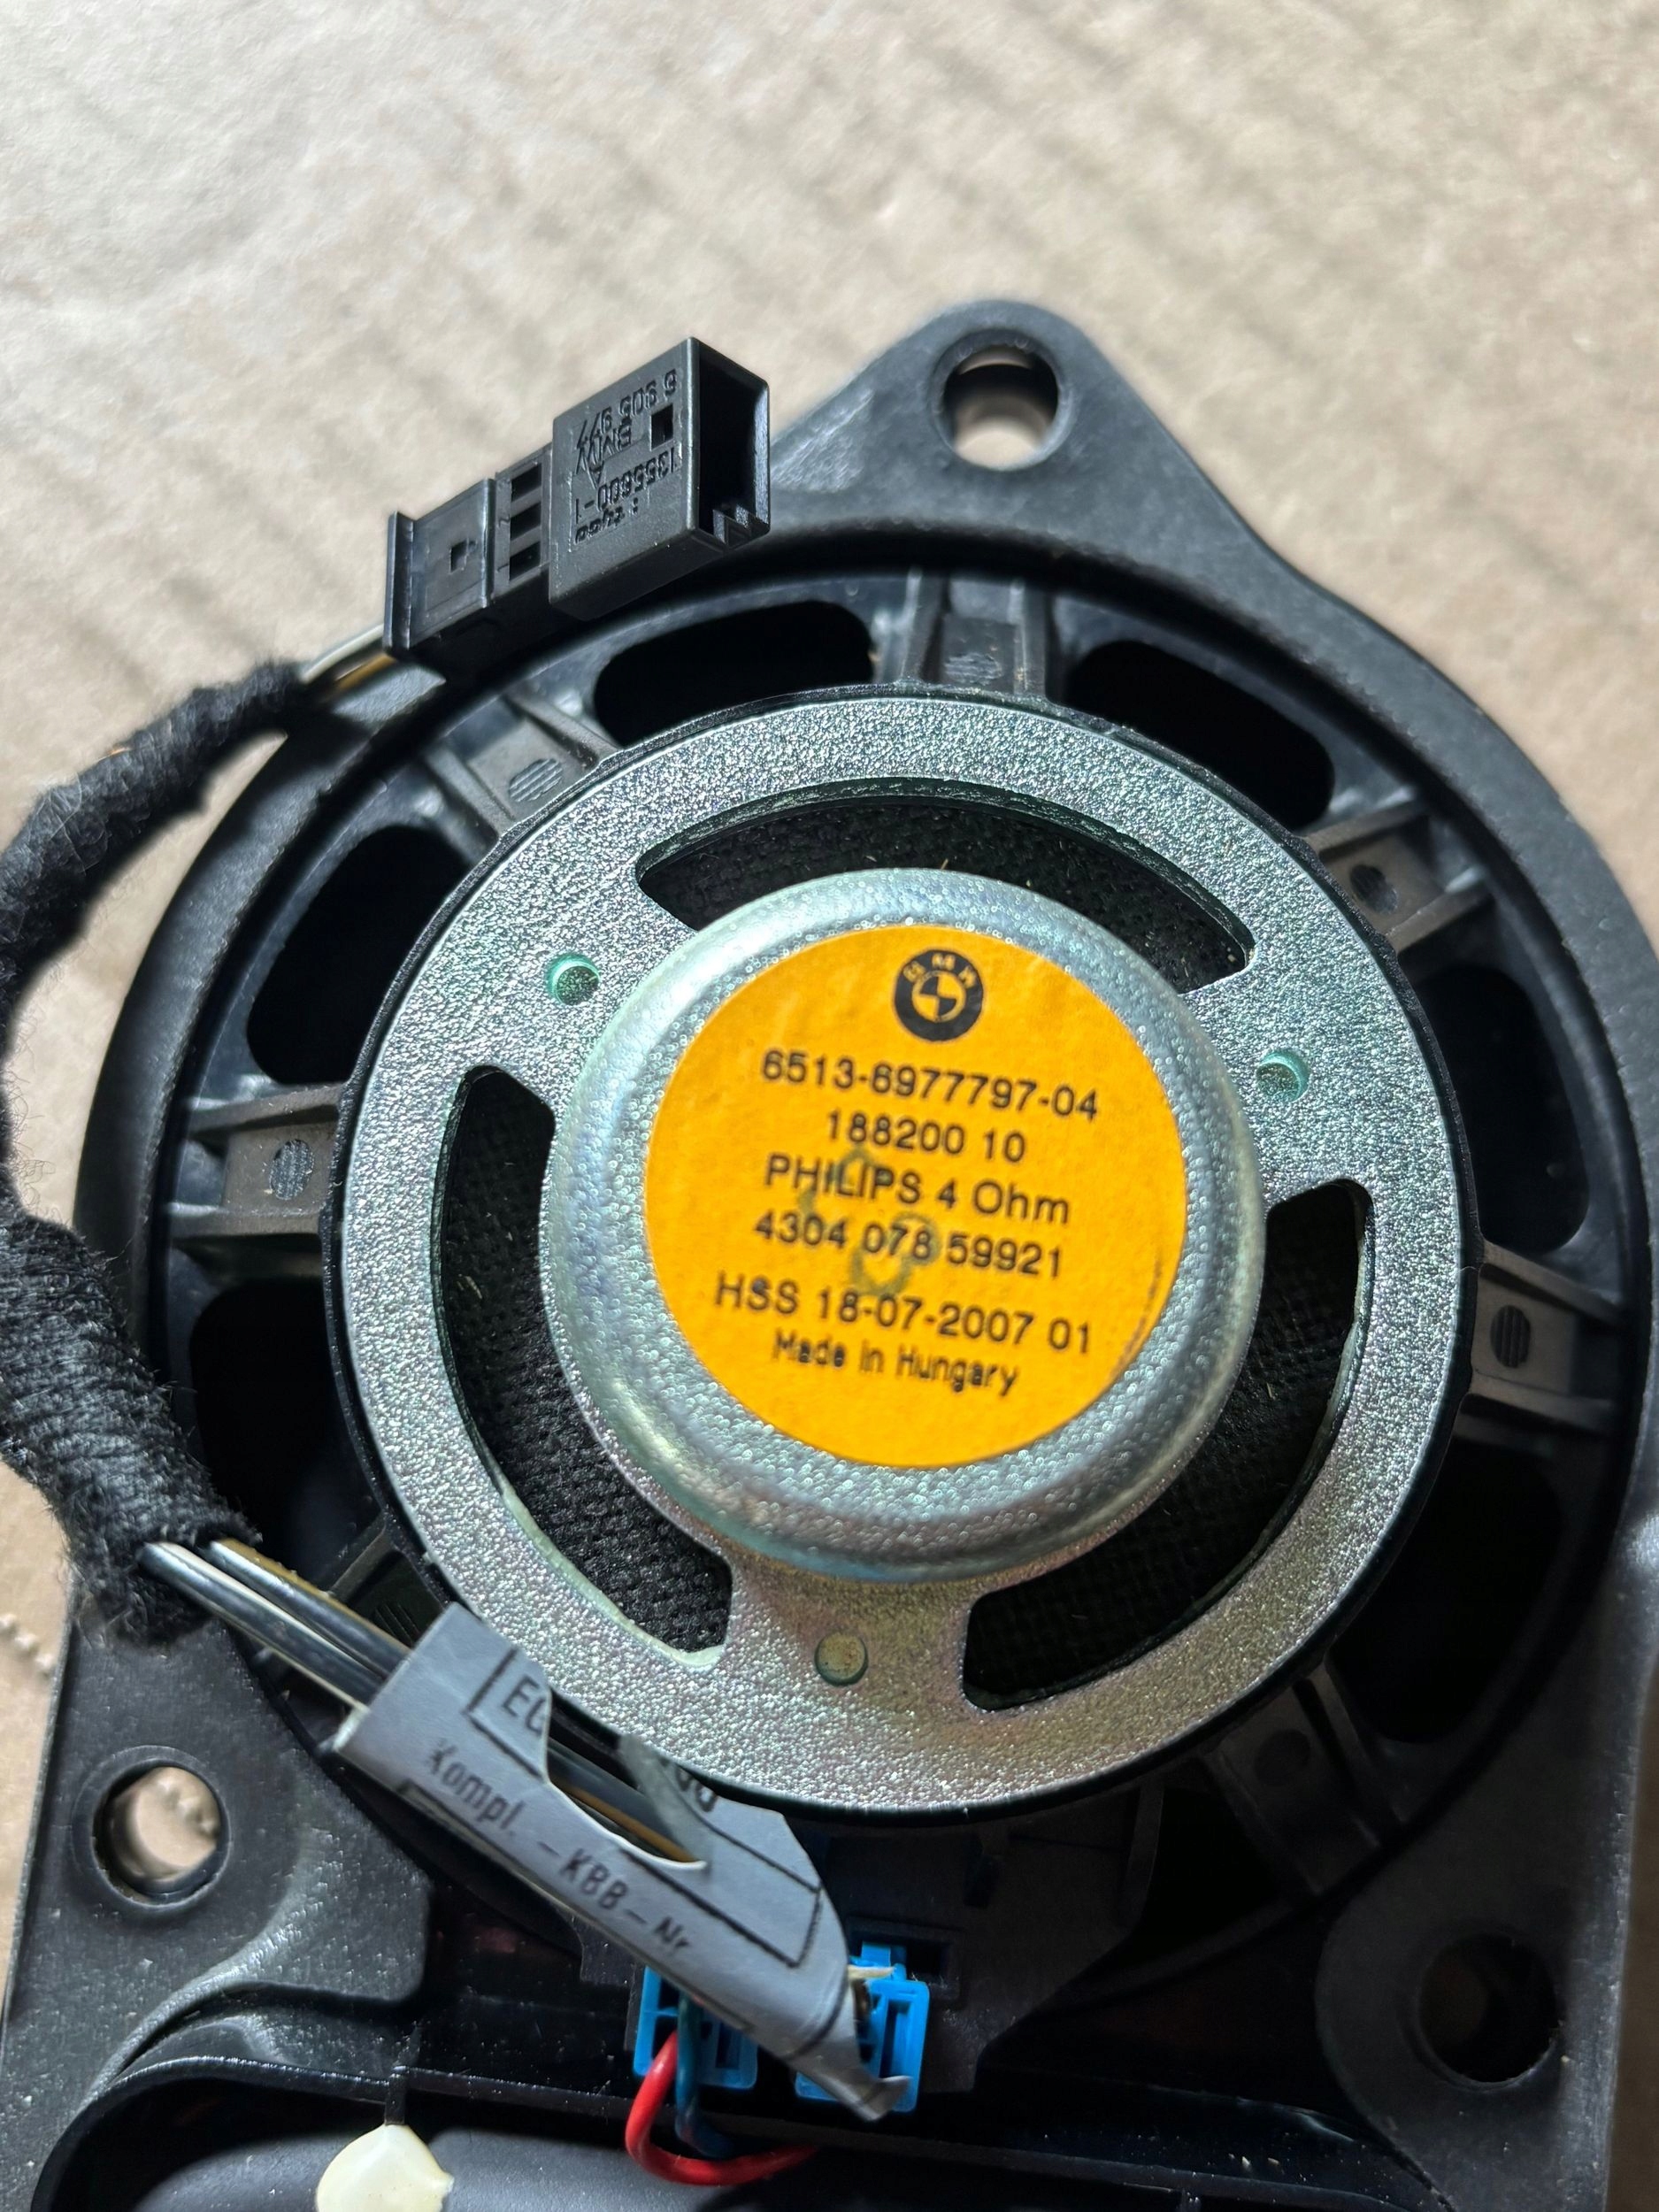 6 905 977
BMW
1355600-1
tyco
BMW
6513-6977797-04
188200 10
PHILIPS 4 Ohm
4304 078 59921
HSS 18-07-2007 01
Made in Hungary
Kompl. - KBB - Nr